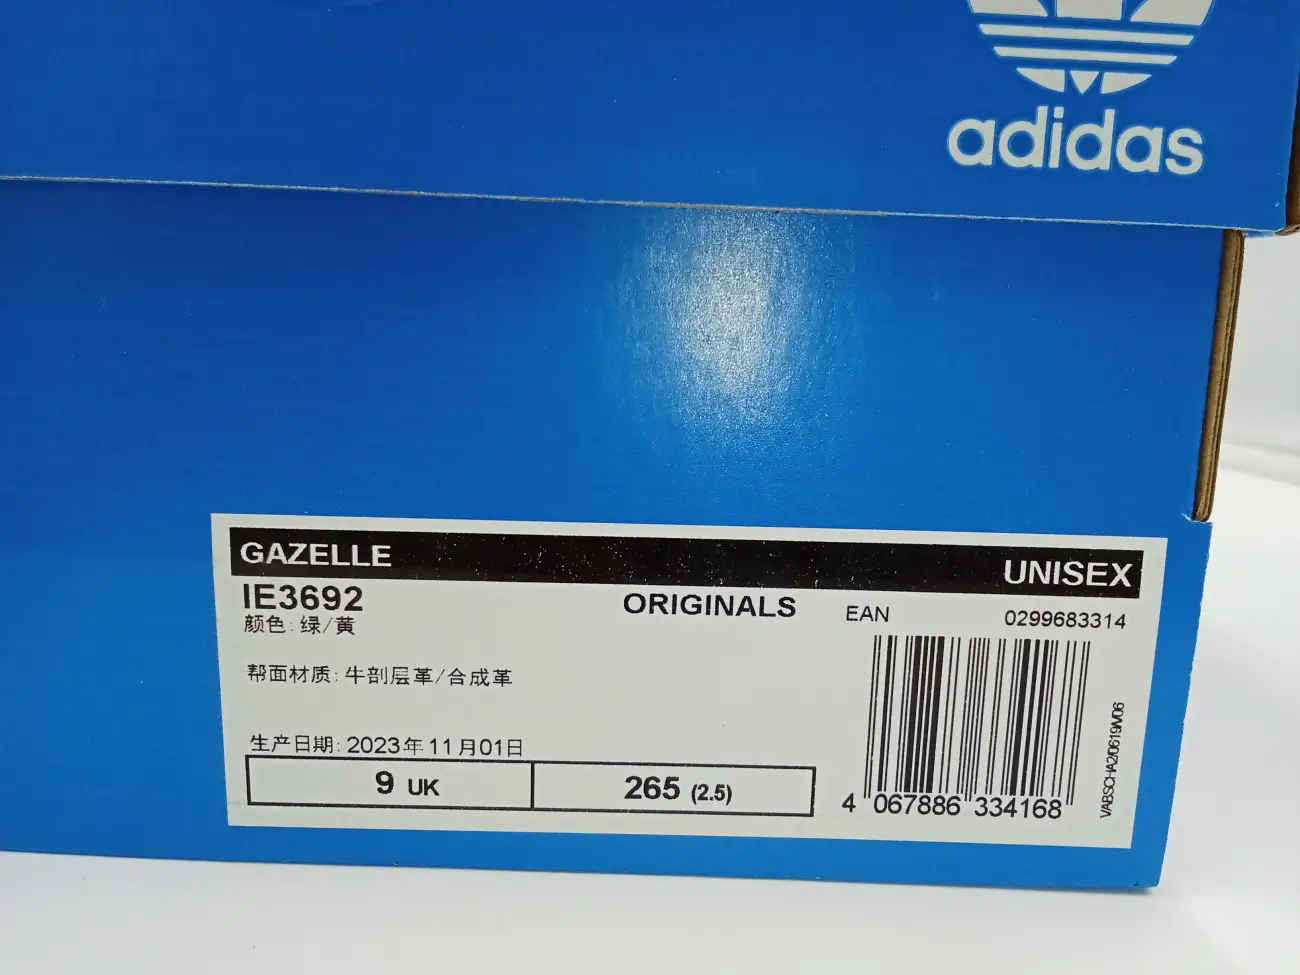 adidas
GAZELLE
UNISEX
IE3692
ORIGINALS
EAN
0299683314
颜色: 绿/黄
帮面材质: 牛剖层革/合成革
生产日期: 2023年11月01日
9 UK
265 (2.5)
4 067886 334168